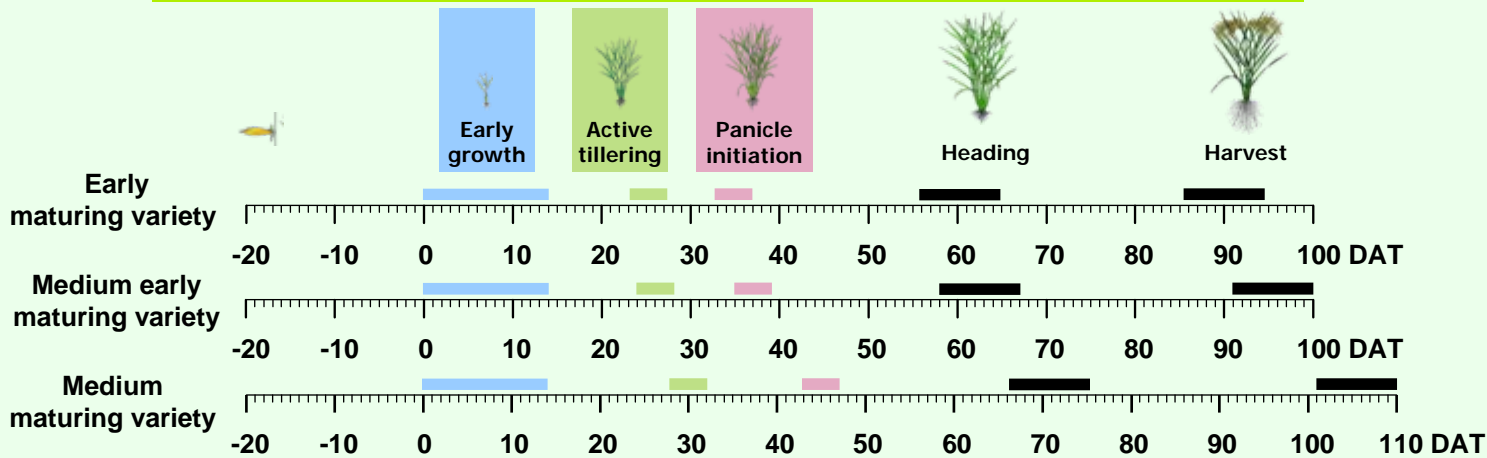 Early
growth
Active
tillering
Panicle
initiation
Heading
Harvest
Early
maturing variety
-20 -10 0 10 20 30 40 50 60 70 80 90 100 DAT
Medium early
maturing variety
-20 -10 0 10 20 30 40 50 60 70 80 90 100 DAT
Medium
maturing variety
-20 -10 0 10 20 30 40 50 60 70 80 90 100 110 DAT